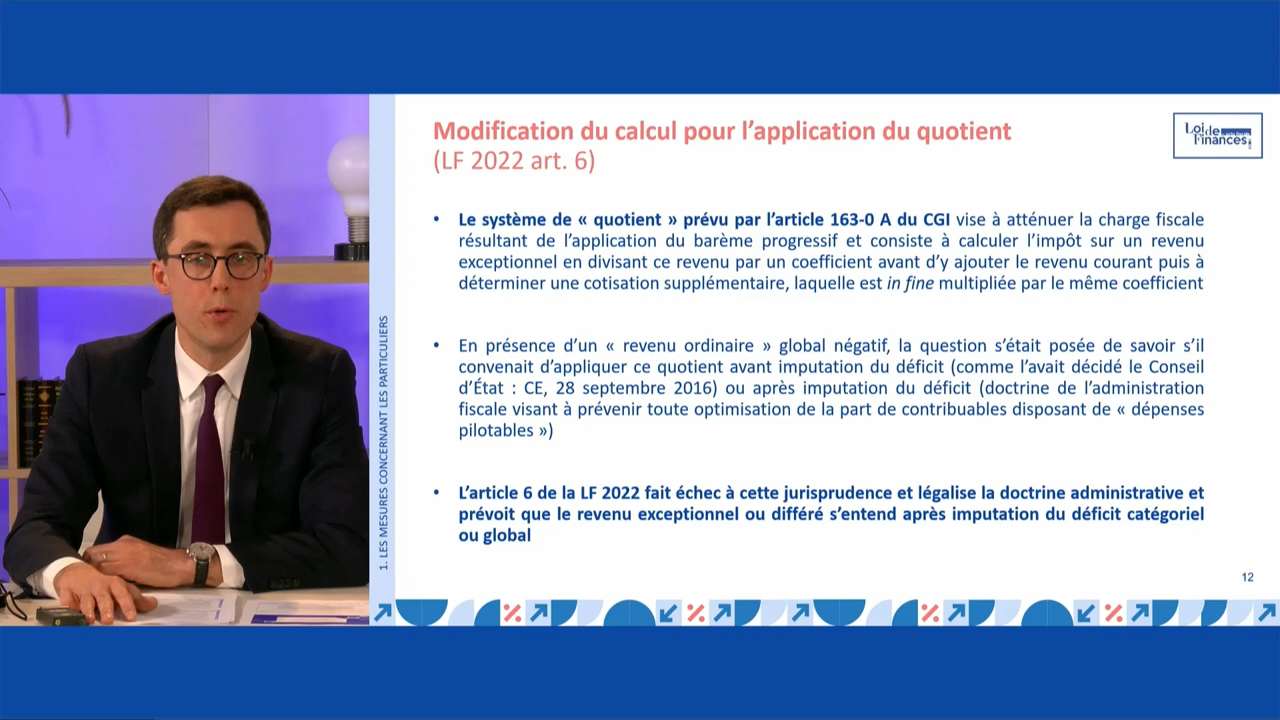 Modification du calcul pour l’application du quotient
(LF 2022 art. 6)
Loi de
Finances
• Le système de « quotient » prévu par l’article 163-0 A du CGI vise à atténuer la charge fiscale
résultant de l’application du barème progressif et consiste à calculer l’impôt sur un revenu
exceptionnel en divisant ce revenu par un coefficient avant d’y ajouter le revenu courant puis à
déterminer une cotisation supplémentaire, laquelle est in fine multipliée par le même coefficient
• En présence d’un « revenu ordinaire » global négatif, la question s’était posée de savoir s’il
convenait d’appliquer ce quotient avant imputation du déficit (comme l’avait décidé le Conseil
d’État : CE, 28 septembre 2016) ou après imputation du déficit (doctrine de l’administration
fiscale visant à prévenir toute optimisation de la part de contribuables disposant de « dépenses
pilotables »)
• L’article 6 de la LF 2022 fait échec à cette jurisprudence et légalise la doctrine administrative et
prévoit que le revenu exceptionnel ou différé s’entend après imputation du déficit catégoriel
ou global
1. LES MESURES CONCERNANT LES PARTICULIERS
12